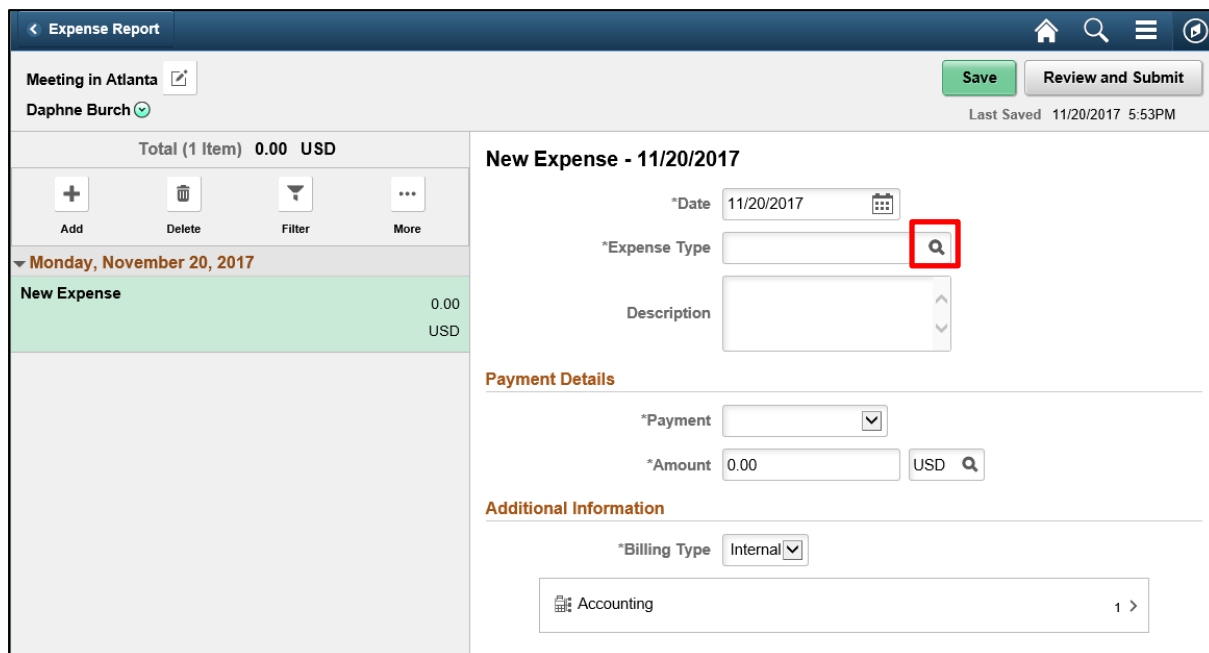 Expense Report
Meeting in Atlanta
Save
Review and Submit
Daphne Burch
Last Saved 11/20/2017 5:53PM
Total (1 Item) 0.00 USD
Add
Delete
Filter
More
Monday, November 20, 2017
New Expense
0.00
USD
New Expense - 11/20/2017
*Date 11/20/2017
*Expense Type
Description
Payment Details
*Payment
*Amount 0.00 USD
Additional Information
*Billing Type Internal
Accounting 1